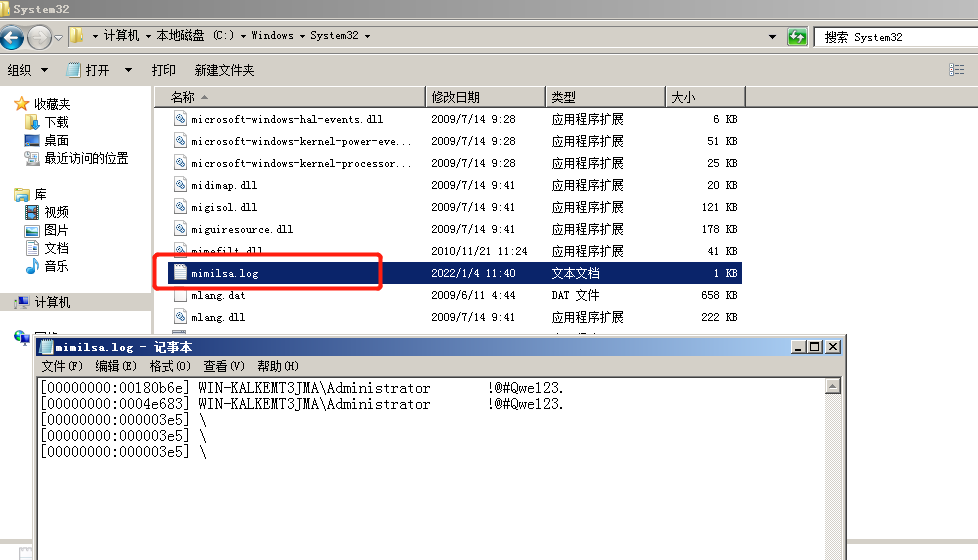 System32
计算机 本地磁盘 (C:) Windows System32
搜索 System32
组织 打开 打印 新建文件夹
名称 修改日期 类型 大小
收藏夹
下载
桌面
最近访问的位置
库
视频
图片
文档
音乐
计算机
microsoft-windows-hal-events.dll 2009/7/14 9:28 应用程序扩展 6 KB
microsoft-windows-kernel-power-eve... 2009/7/14 9:28 应用程序扩展 51 KB
microsoft-windows-kernel-processor... 2009/7/14 9:28 应用程序扩展 25 KB
midimap.dll 2009/7/14 9:41 应用程序扩展 20 KB
migisol.dll 2009/7/14 9:41 应用程序扩展 121 KB
miguiresource.dll 2009/7/14 9:41 应用程序扩展 178 KB
mimefilt.dll 2010/11/21 11:24 应用程序扩展 41 KB
mimilsa.log 2022/1/4 11:40 文本文档 1 KB
mlang.dat 2009/6/11 4:44 DAT 文件 658 KB
mlang.dll 2009/7/14 9:41 应用程序扩展 222 KB
mimilsa.log - 记事本
文件(F) 编辑(E) 格式(O) 查看(V) 帮助(H)
[00000000:00180b6e] WIN-KALKEMT3JMA\Administrator !@#Qwe123.
[00000000:0004e683] WIN-KALKEMT3JMA\Administrator !@#Qwe123.
[00000000:000003e5] \
[00000000:000003e5] \
[00000000:000003e5] \